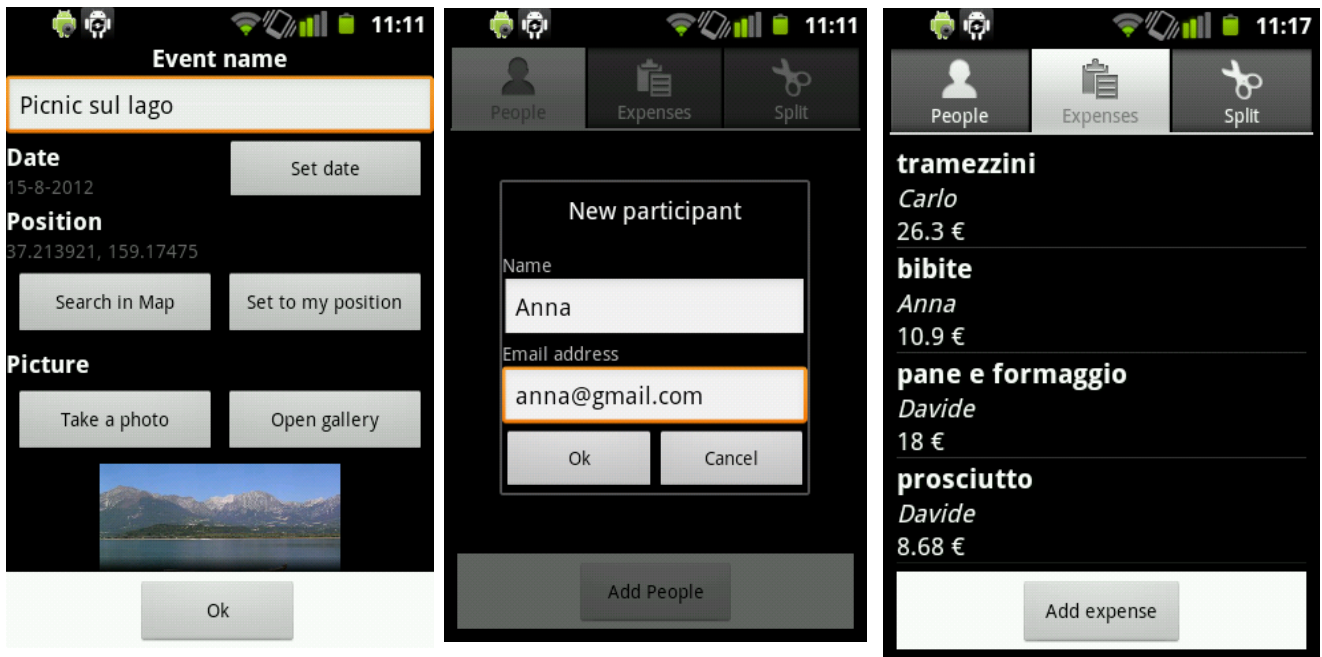 11:11
Event name
Picnic sul lago
Date
Set date
15-8-2012
Position
37.213921, 159.17475
Search in Map
Set to my position
Picture
Take a photo
Open gallery
Ok
11:11
People
Expenses
Split
New participant
Name
Anna
Email address
anna@gmail.com
Ok
Cancel
Add People
11:17
People
Expenses
Split
tramezzini
Carlo
26.3 €
bibite
Anna
10.9 €
pane e formaggio
Davide
18 €
prosciutto
Davide
8.68 €
Add expense